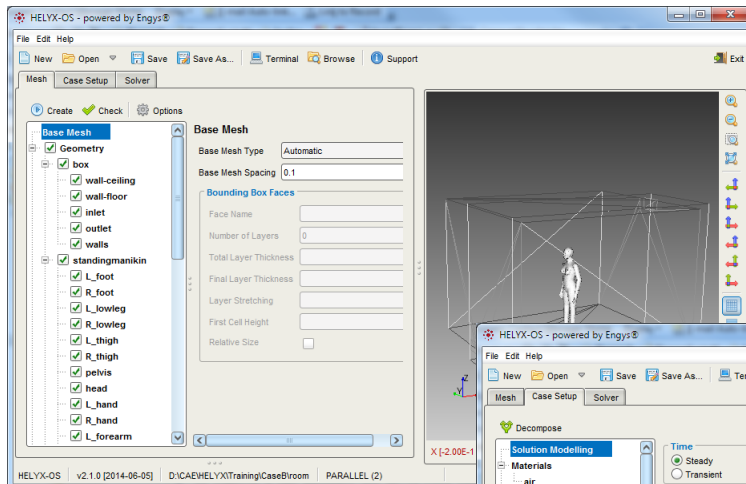 HELYX-OS - powered by Engys®
File Edit Help
New Open Save Save As... Terminal Browse Support Exit
Mesh Case Setup Solver
Create Check Options
Base Mesh
Geometry
box
wall-ceiling
wall-floor
inlet
outlet
walls
standingmanikin
L_foot
R_foot
L_lowleg
R_lowleg
L_thigh
R_thigh
pelvis
head
L_hand
R_hand
L_forearm
Base Mesh
Base Mesh Type Automatic
Base Mesh Spacing 0.1
Bounding Box Faces
Face Name
Number of Layers 0
Total Layer Thickness
Final Layer Thickness
Layer Stretching
First Cell Height
Relative Size
Z
Y
X [-2.00E-1
HELYX-OS v2.1.0 [2014-06-05] D:\CAE\HELYX\Training\CaseB\room PARALLEL (2)
HELYX-OS - powered by Engys®
File Edit Help
New Open Save Save As... Ter
Mesh Case Setup Solver
Decompose
Solution Modelling
Materials
air
Time
Steady
Transient